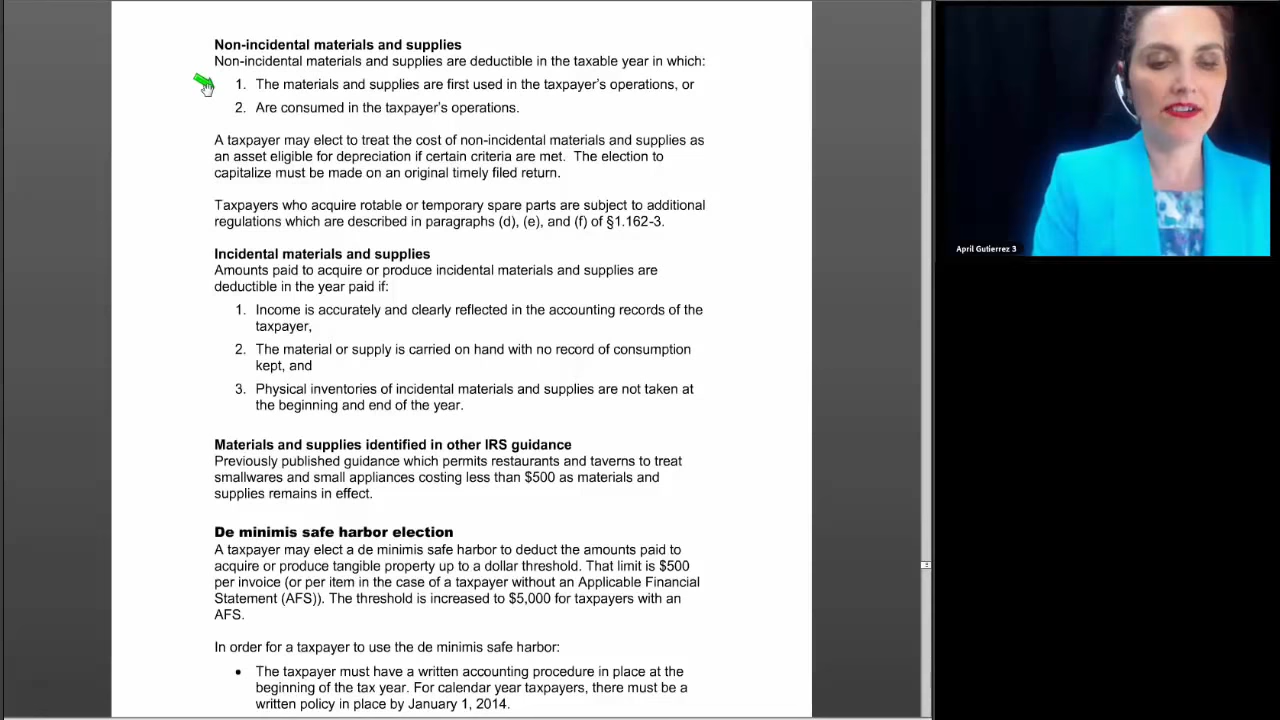 Non-incidental materials and supplies
Non-incidental materials and supplies are deductible in the taxable year in which:
1. The materials and supplies are first used in the taxpayer's operations, or
2. Are consumed in the taxpayer's operations.
A taxpayer may elect to treat the cost of non-incidental materials and supplies as
an asset eligible for depreciation if certain criteria are met.  The election to
capitalize must be made on an original timely filed return.
Taxpayers who acquire rotable or temporary spare parts are subject to additional
regulations which are described in paragraphs (d), (e), and (f) of §1.162-3.
Incidental materials and supplies
Amounts paid to acquire or produce incidental materials and supplies are
deductible in the year paid if:
1. Income is accurately and clearly reflected in the accounting records of the
taxpayer,
2. The material or supply is carried on hand with no record of consumption
kept, and
3. Physical inventories of incidental materials and supplies are not taken at
the beginning and end of the year.
Materials and supplies identified in other IRS guidance
Previously published guidance which permits restaurants and taverns to treat
smallwares and small appliances costing less than $500 as materials and
supplies remains in effect.
De minimis safe harbor election
A taxpayer may elect a de minimis safe harbor to deduct the amounts paid to
acquire or produce tangible property up to a dollar threshold. That limit is $500
per invoice (or per item in the case of a taxpayer without an Applicable Financial
Statement (AFS)). The threshold is increased to $5,000 for taxpayers with an
AFS.
In order for a taxpayer to use the de minimis safe harbor:
• The taxpayer must have a written accounting procedure in place at the
beginning of the tax year. For calendar year taxpayers, there must be a
written policy in place by January 1, 2014.
April Gutierrez 3